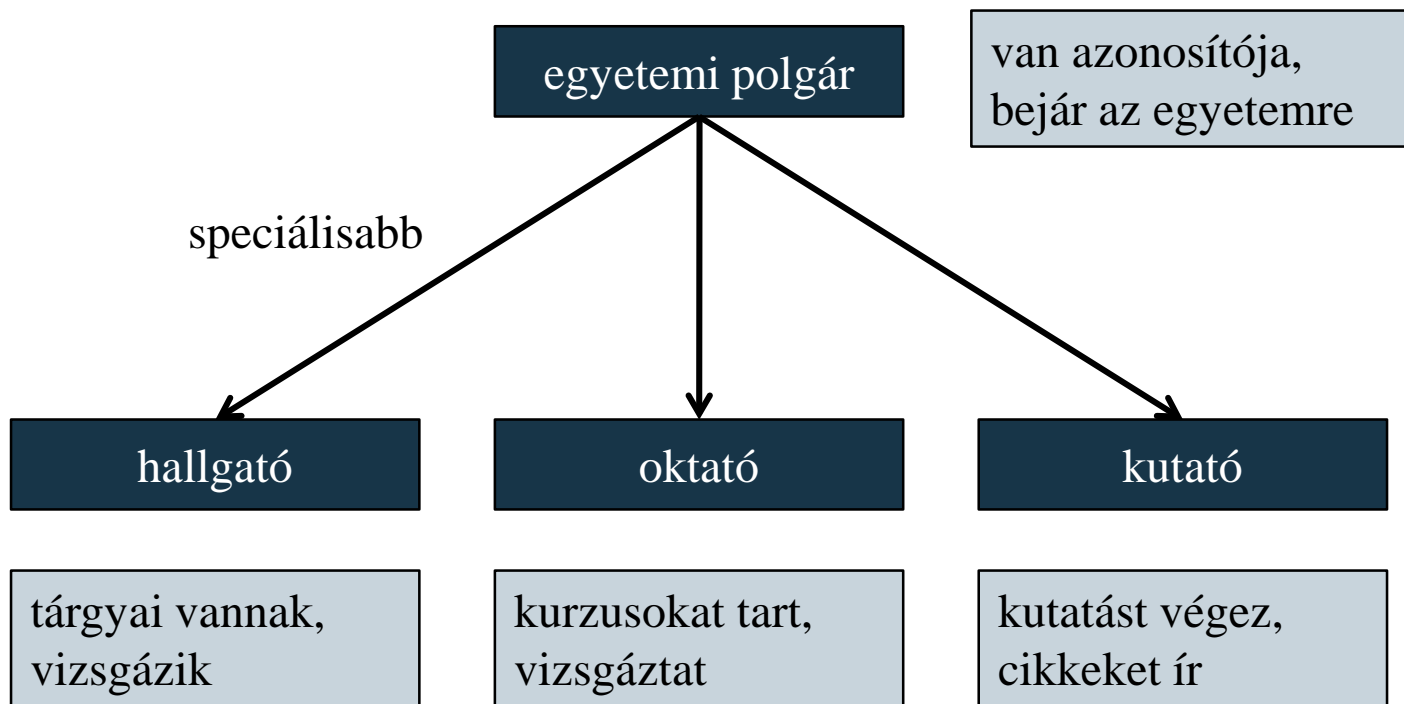 egyetemi polgár
van azonosítója,
bejár az egyetemre
speciálisabb
hallgató
oktató
kutató
tárgyai vannak,
vizsgázik
kurzusokat tart,
vizsgáztat
kutatást végez,
cikkeket ír